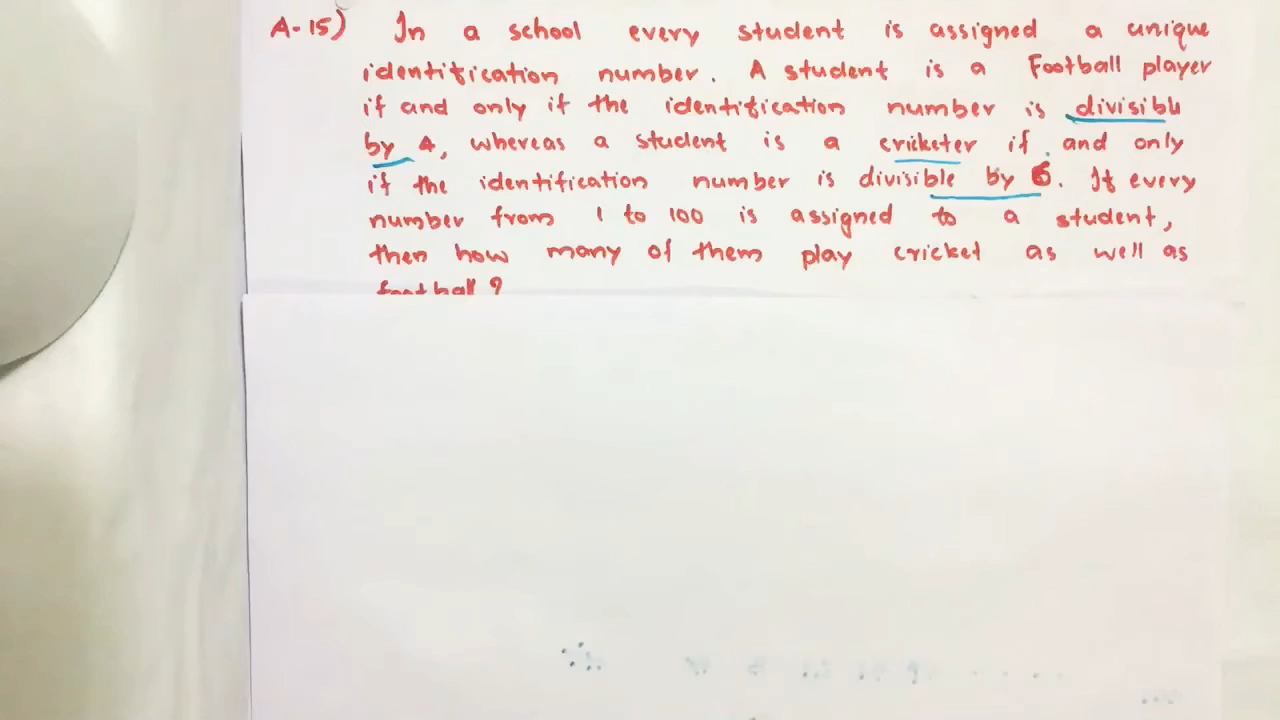 A-15) In a school every student is assigned a unique
identification number. A student is a Football player
if and only if the identification number is divisible
by 4, whereas a student is a cricketer if and only
if the identification number is divisible by 6. If every
number from 1 to 100 is assigned to a student,
then how many of them play cricket as well as
football?